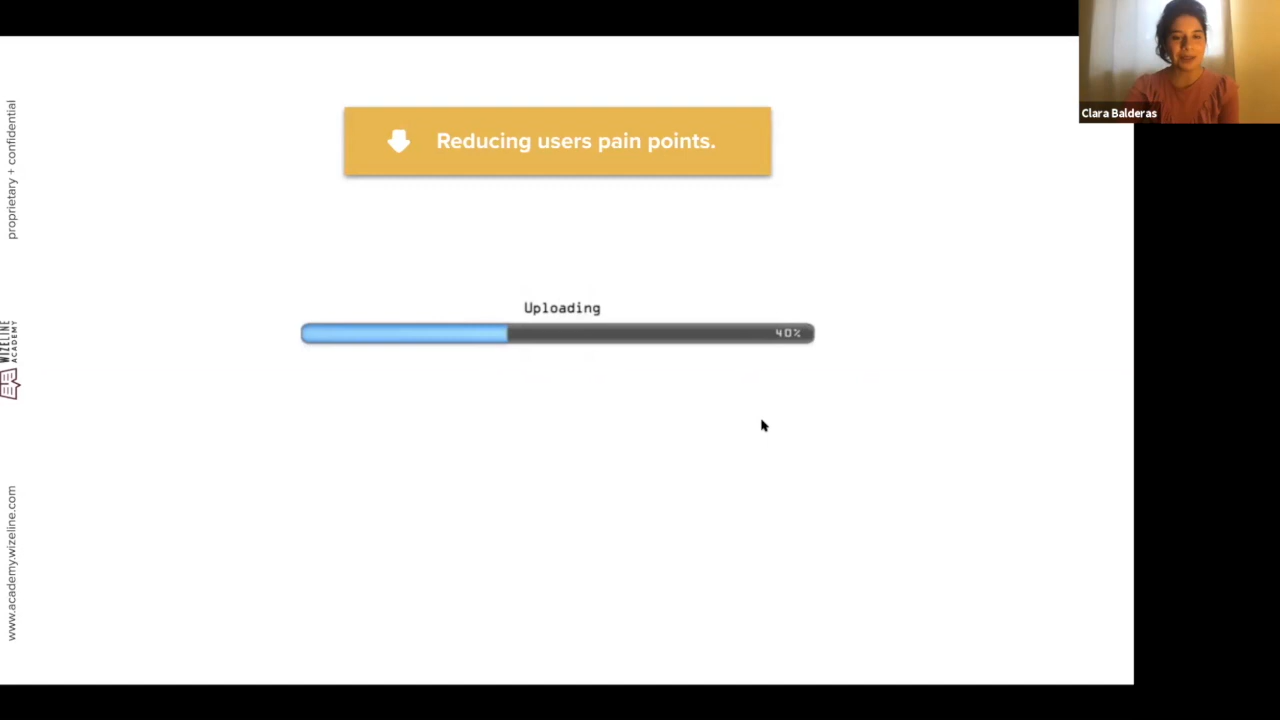 Clara Balderas
proprietary + confidential
Reducing users pain points.
Uploading
40%
WIZELINE
ACADEMY
www.academy.wizeline.com